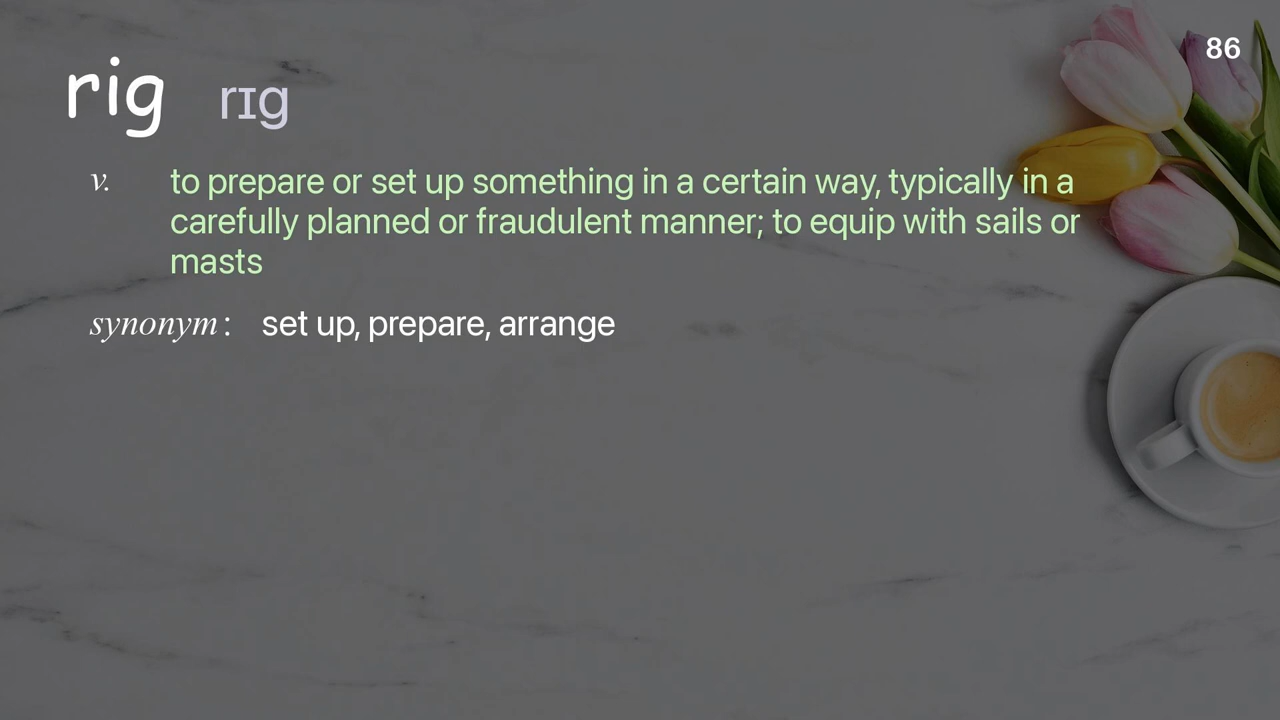 86
rig rɪg
v. to prepare or set up something in a certain way, typically in a
carefully planned or fraudulent manner; to equip with sails or
masts
synonym: set up, prepare, arrange